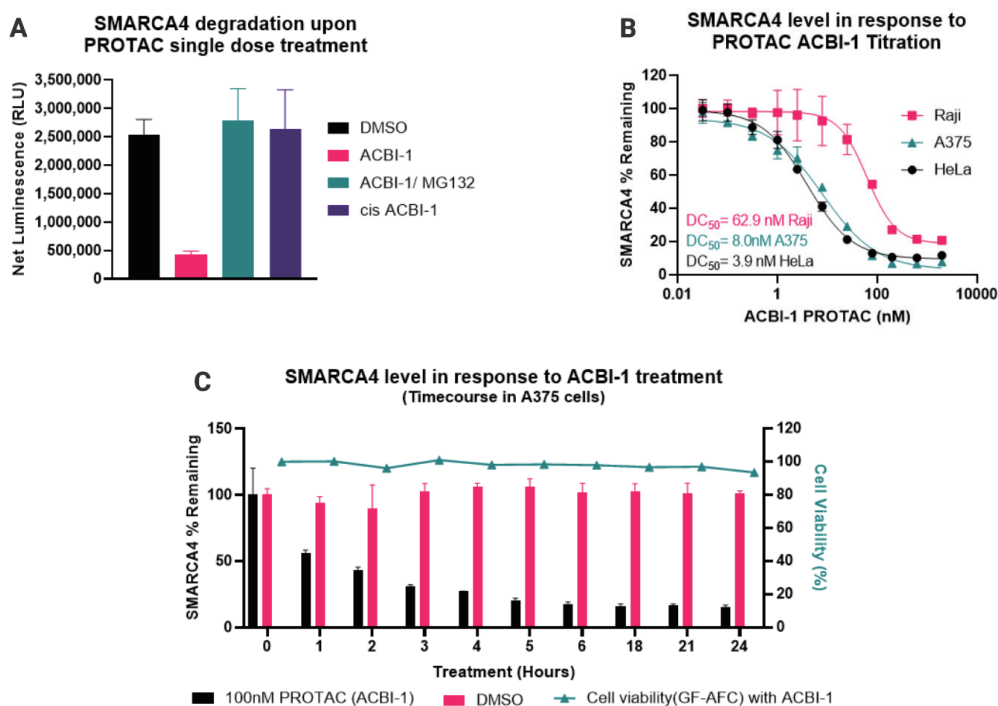 A
SMARCA4 degradation upon
PROTAC single dose treatment
Net Luminescence (RLU)
3,500,000
3,000,000
2,500,000
2,000,000
1,500,000
1,000,000
500,000
0
DMSO
ACBI-1
ACBI-1/ MG132
cis ACBI-1
B
SMARCA4 level in response to
PROTAC ACBI-1 Titration
SMARCA4 % Remaining
120
100
80
60
40
20
0
Raji
A375
HeLa
DC50= 62.9 nM Raji
DC50= 8.0nM A375
DC50= 3.9 nM HeLa
0.01 1 100 10000
ACBI-1 PROTAC (nM)
C
SMARCA4 level in response to ACBI-1 treatment
(Timecourse in A375 cells)
SMARCA4 % Remaining
150
100
50
0
120
100
80
60
40
20
0
Cell Viability
(%)
0 1 2 3 4 5 6 18 21 24
Treatment (Hours)
100nM PROTAC (ACBI-1) DMSO Cell viability(GF-AFC) with ACBI-1